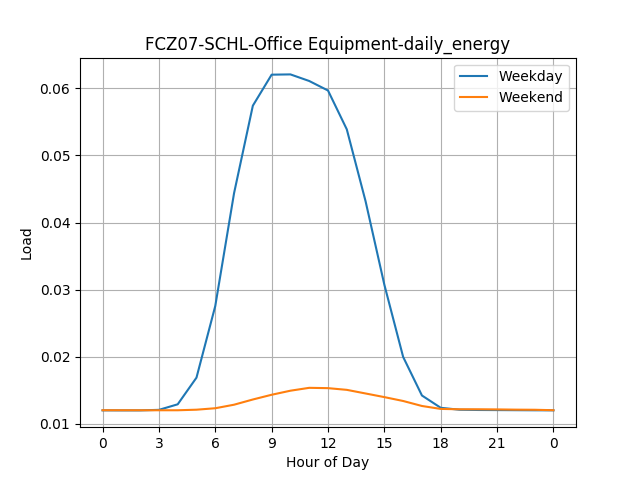 FCZ07-SCHL-Office Equipment-daily_energy
Weekday
Weekend
0.06
0.05
0.04
0.03
0.02
0.01
Load
0 3 6 9 12 15 18 21 0
Hour of Day